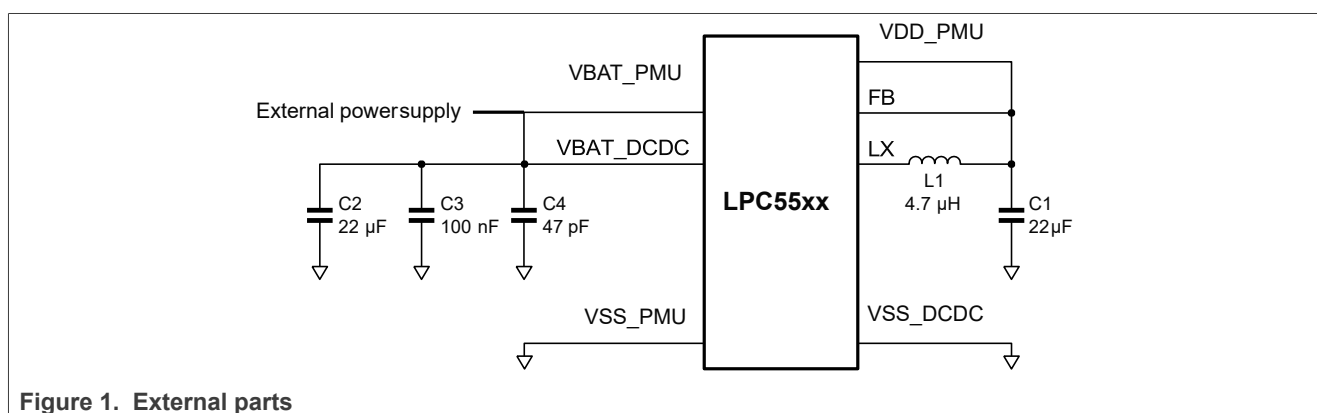 VDD_PMU
VBAT_PMU
FB
External powersupply
VBAT_DCDC
LX
L1
4.7 µH
LPC55xx
C2
22 µF
C3
100 nF
C4
47 pF
C1
22µF
VSS_PMU
VSS_DCDC
Figure 1. External parts